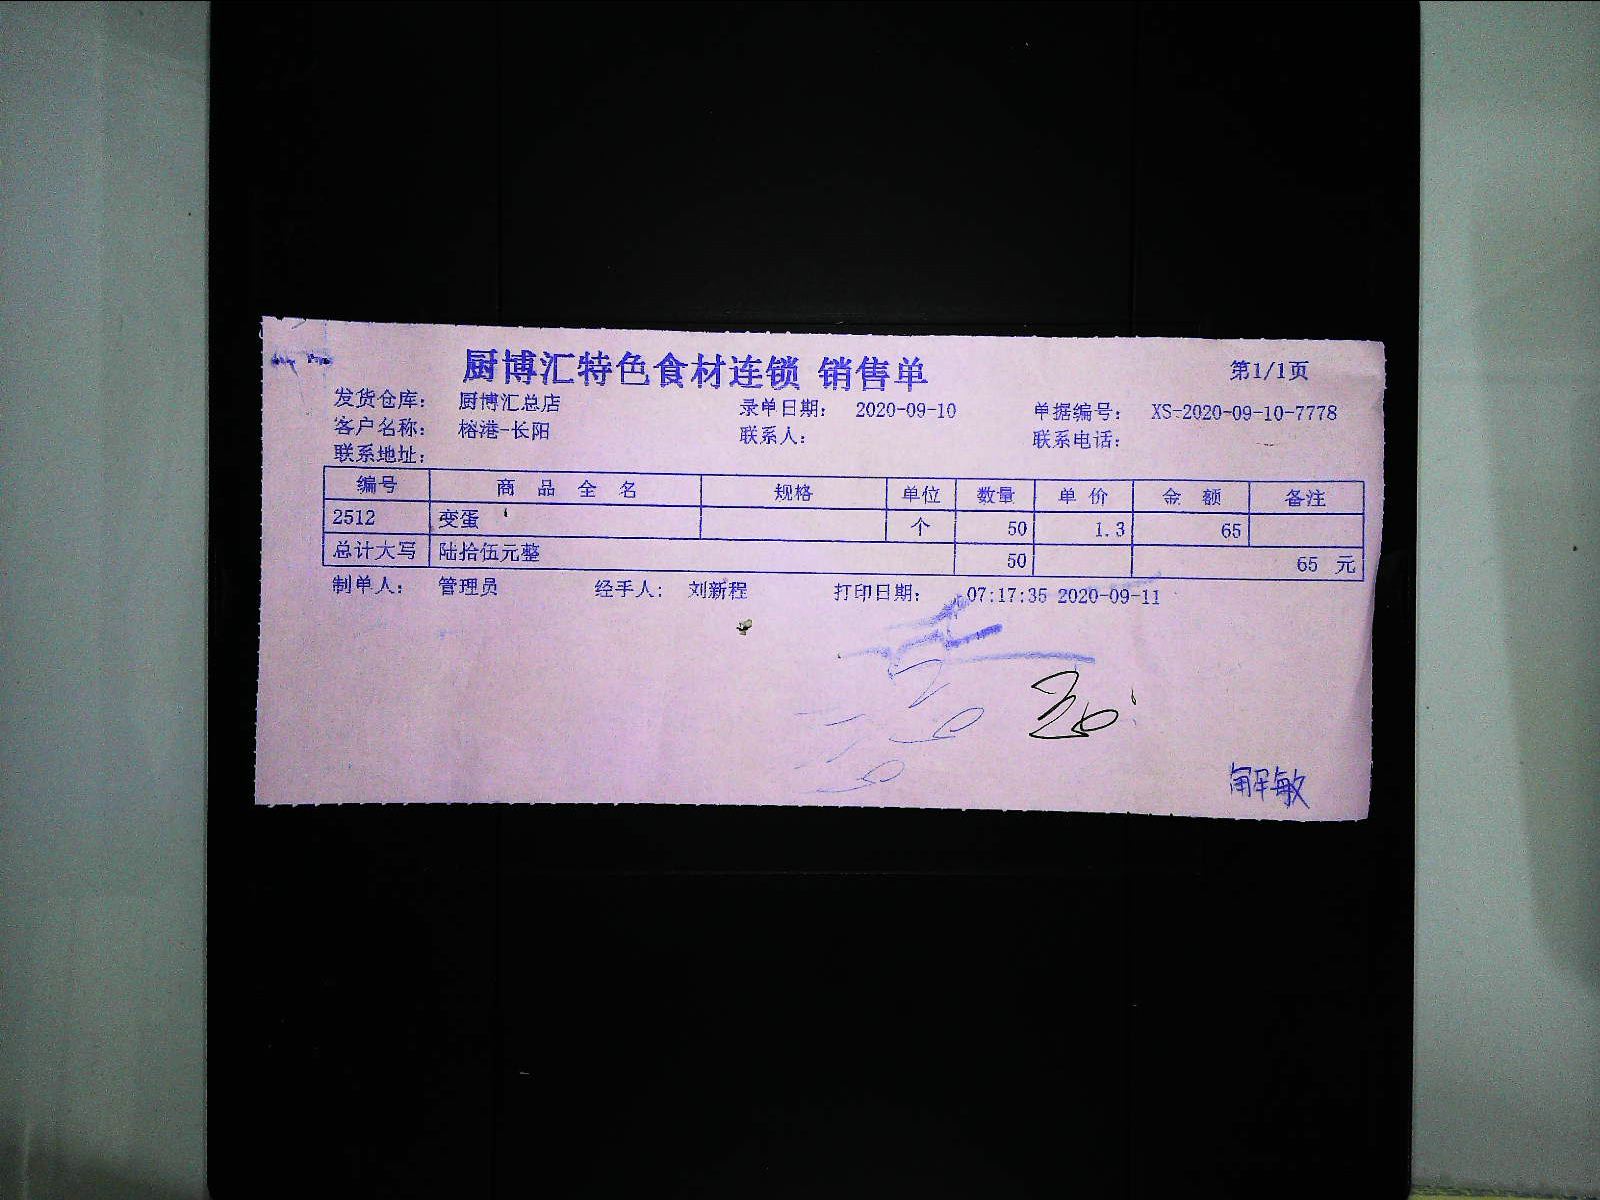 厨博汇特色食材连锁 销售单 第1/1页
发货仓库： 厨博汇总店 录单日期： 2020-09-10 单据编号： XS-2020-09-10-7778
客户名称： 榕港-长阳 联系人： 联系电话：
联系地址：
编号 商 品 全 名 规格 单位 数量 单 价 金 额 备注
2512 变蛋 个 50 1.3 65
总计大写 陆拾伍元整 50 65 元
制单人： 管理员 经手人： 刘新程 打印日期： 07:17:35 2020-09-11
解敏